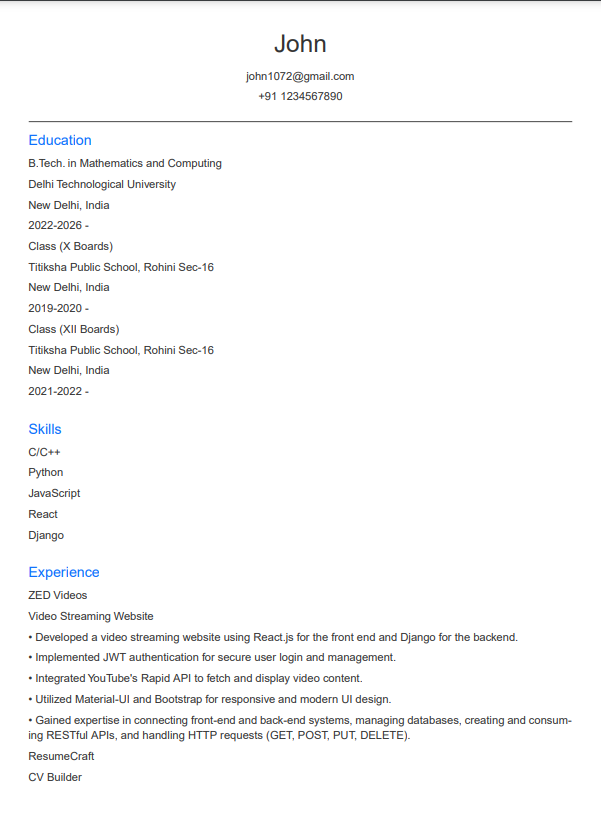 John
john1072@gmail.com
+91 1234567890
Education
B.Tech. in Mathematics and Computing
Delhi Technological University
New Delhi, India
2022-2026 -
Class (X Boards)
Titiksha Public School, Rohini Sec-16
New Delhi, India
2019-2020 -
Class (XII Boards)
Titiksha Public School, Rohini Sec-16
New Delhi, India
2021-2022 -
Skills
C/C++
Python
JavaScript
React
Django
Experience
ZED Videos
Video Streaming Website
• Developed a video streaming website using React.js for the front end and Django for the backend.
• Implemented JWT authentication for secure user login and management.
• Integrated YouTube's Rapid API to fetch and display video content.
• Utilized Material-UI and Bootstrap for responsive and modern UI design.
• Gained expertise in connecting front-end and back-end systems, managing databases, creating and consum-
ing RESTful APIs, and handling HTTP requests (GET, POST, PUT, DELETE).
ResumeCraft
CV Builder